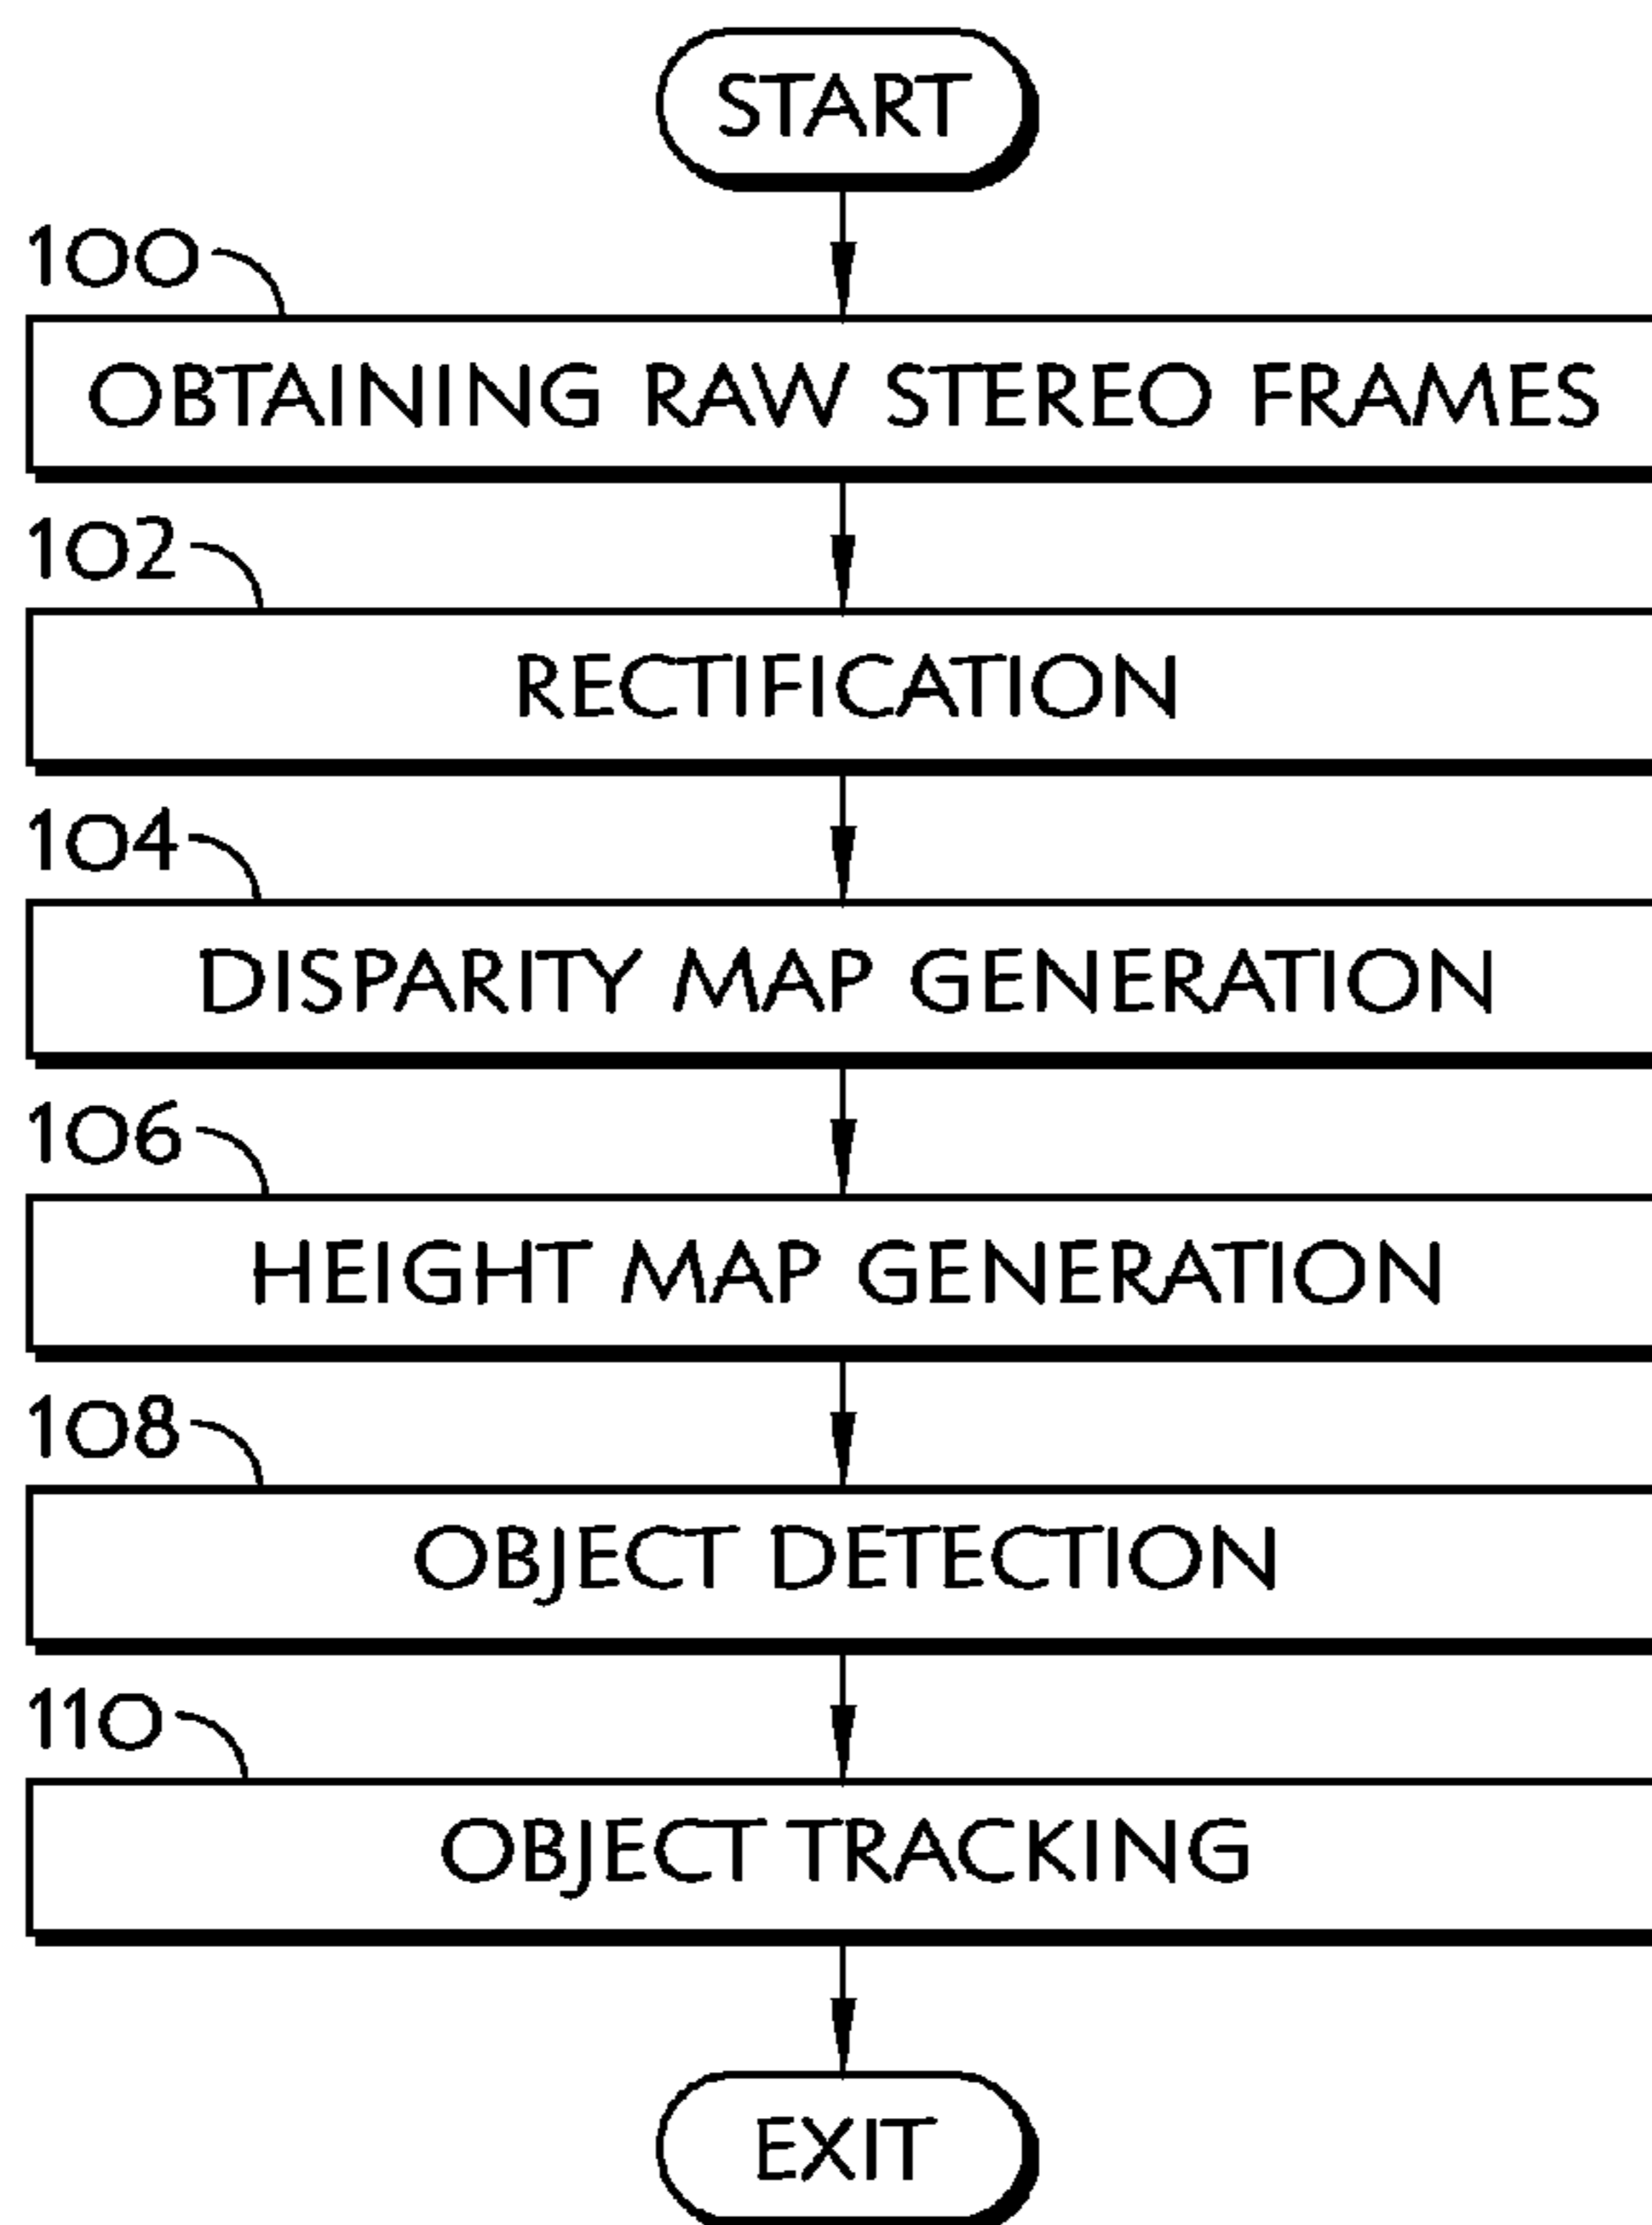 START
100
OBTAINING RAW STEREO FRAMES
102
RECTIFICATION
104
DISPARITY MAP GENERATION
106
HEIGHT MAP GENERATION
108
OBJECT DETECTION
110
OBJECT TRACKING
EXIT